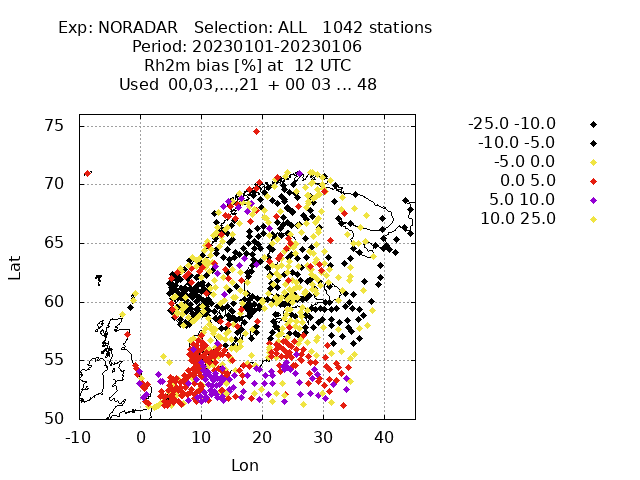 Exp: NORADAR Selection: ALL 1042 stations
Period: 20230101-20230106
Rh2m bias [%] at 12 UTC
Used 00,03,...,21 + 00 03 ... 48
-25.0 -10.0
-10.0 -5.0
-5.0 0.0
0.0 5.0
5.0 10.0
10.0 25.0
75
70
65
60
55
50
Lat
-10 0 10 20 30 40
Lon